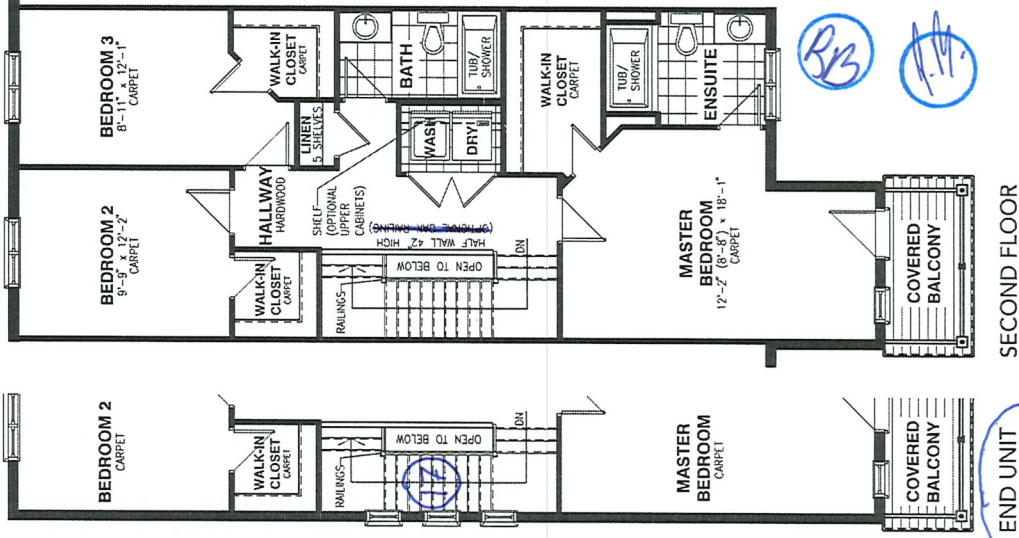 BEDROOM 3
8'-11" x 12'-1"
CARPET
WALK-IN
CLOSET
CARPET
BATH
TUB/
SHOWER
WALK-IN
CLOSET
CARPET
TUB/
SHOWER
ENSUITE
BB
P.M.
BEDROOM 2
9'-9" x 12'-2"
CARPET
LINEN
5 SHELVES
WASH
DRY
HALLWAY
HARDWOOD
SHELF
(OPTIONAL
UPPER
CABINETS)
(OPTIONAL OAK RAILING)
HALF WALL 42" HIGH
WALK-IN
CLOSET
CARPET
RAILINGS
OPEN TO BELOW
DN
MASTER
BEDROOM
12'-2" (8'-8") x 18'-1"
CARPET
COVERED
BALCONY
SECOND FLOOR
BEDROOM 2
CARPET
WALK-IN
CLOSET
CARPET
RAILINGS
OPEN TO BELOW
DN
MASTER
BEDROOM
CARPET
COVERED
BALCONY
END UNIT